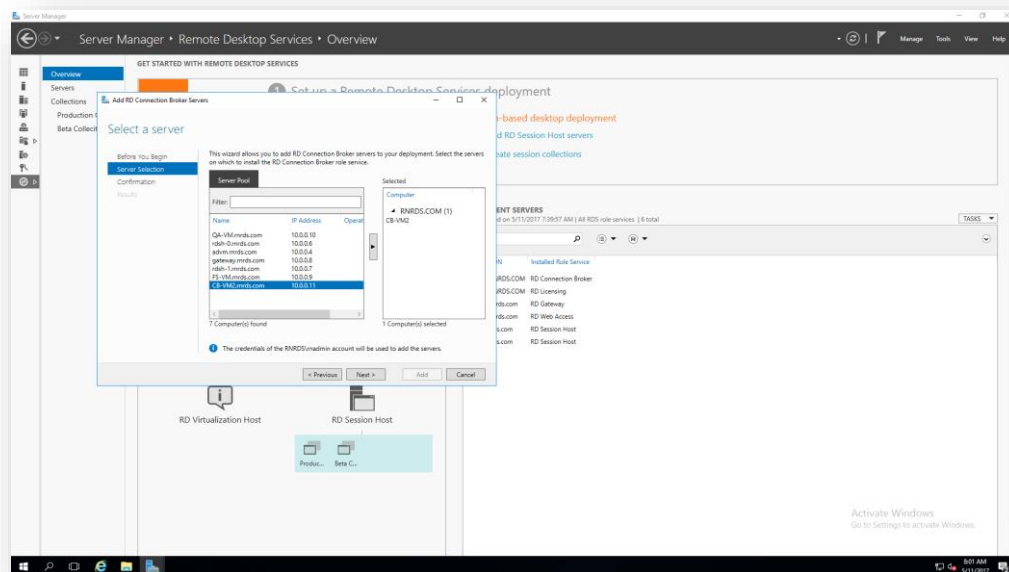 Server Manager
Server Manager • Remote Desktop Services • Overview
Manage Tools View Help
Overview
Servers
Collections
Production
Beta Collecti
GET STARTED WITH REMOTE DESKTOP SERVICES
1 Set up a Remote Desktop Services deployment
-based desktop deployment
d RD Session Host servers
eate session collections
Add RD Connection Broker Servers
Select a server
Before You Begin
Server Selection
Confirmation
Results
This wizard allows you to add RD Connection Broker servers to your deployment. Select the servers
on which to install the RD Connection Broker role service.
Server Pool
Filter:
Name IP Address Operat
QA-VM.rnrds.com 10.0.0.10
rdsh-0.rnrds.com 10.0.0.6
advm.rnrds.com 10.0.0.4
gateway.rnrds.com 10.0.0.8
rdsh-1.rnrds.com 10.0.0.7
FS-VM.rnrds.com 10.0.0.9
CB-VM2.rnrds.com 10.0.0.11
7 Computer(s) found
Selected
Computer
RNRDS.COM (1)
CB-VM2
1 Computer(s) selected
The credentials of the RNRDS\rnadmin account will be used to add the servers.
< Previous Next > Add Cancel
ENT SERVERS
d on 5/11/2017 7:39:57 AM | All RDS role services | 6 total
TASKS
Installed Role Service
RDS.COM RD Connection Broker
RDS.COM RD Licensing
rds.com RD Gateway
rds.com RD Web Access
s.com RD Session Host
s.com RD Session Host
RD Virtualization Host
RD Session Host
Produc... Beta C...
Activate Windows
Go to Settings to activate Windows.
8:01 AM
5/11/2017